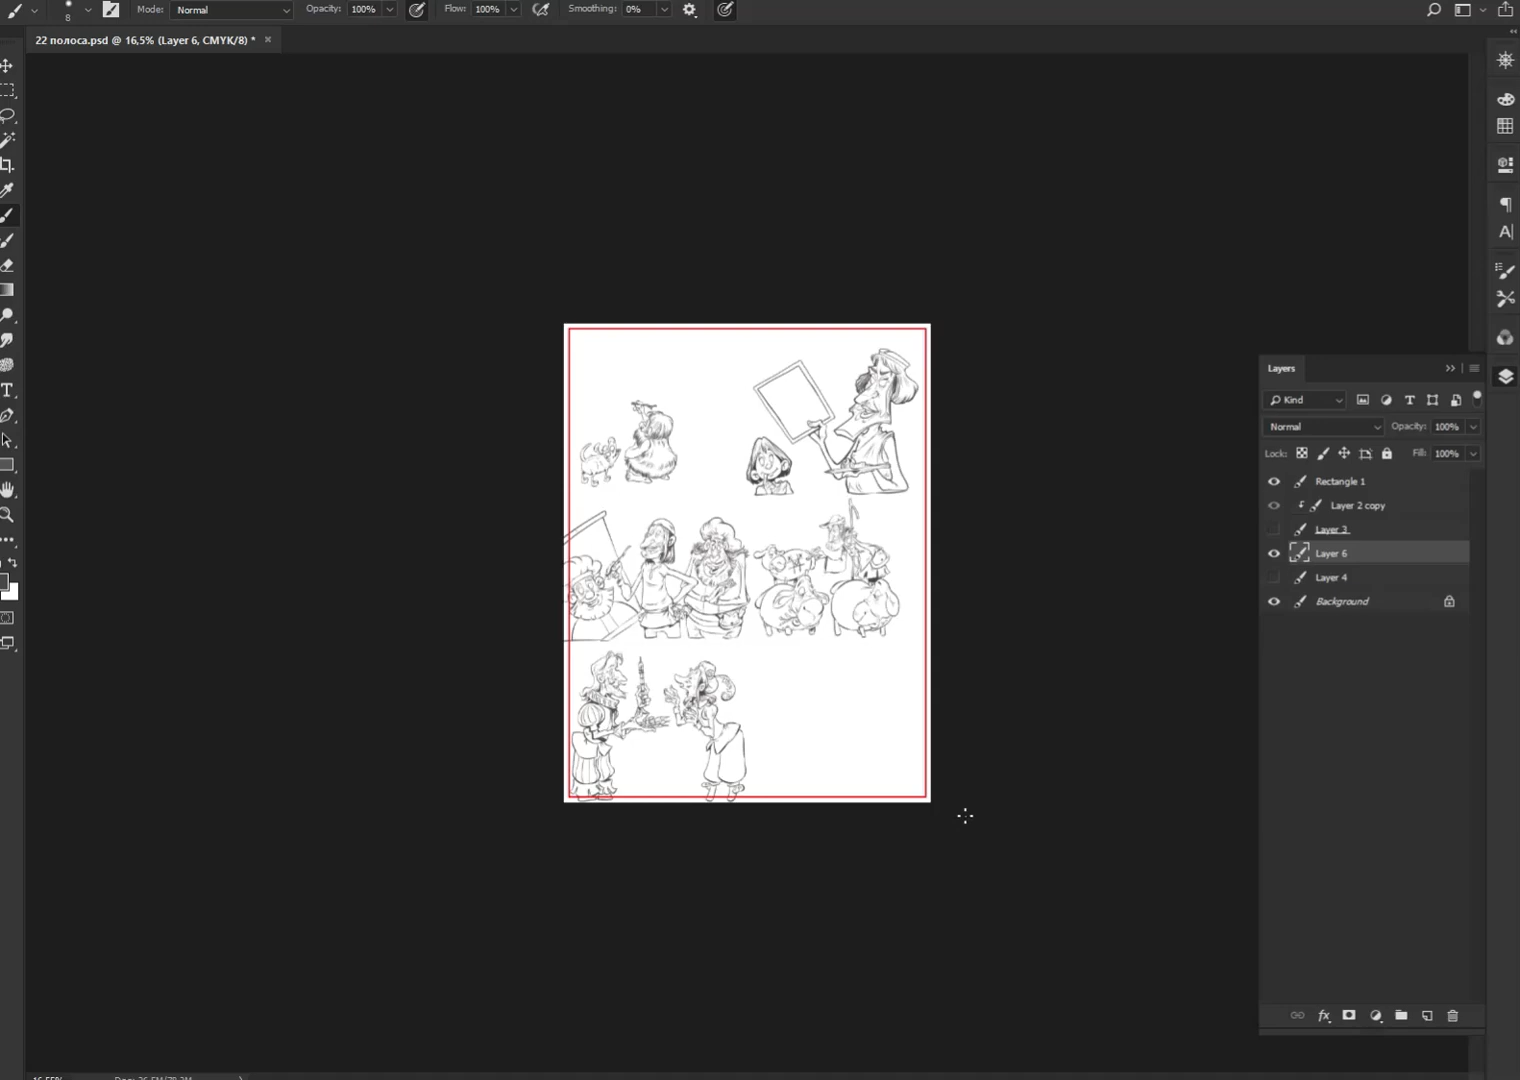 8 Mode: Normal Opacity: 100% Flow: 100% Smoothing: 0%
22 полоса.psd @ 16,5% (Layer 6, CMYK/8) * ×
Layers
Kind
Normal Opacity: 100%
Lock: Fill: 100%
Rectangle 1
Layer 2 copy
Layer 3
Layer 6
Layer 4
Background